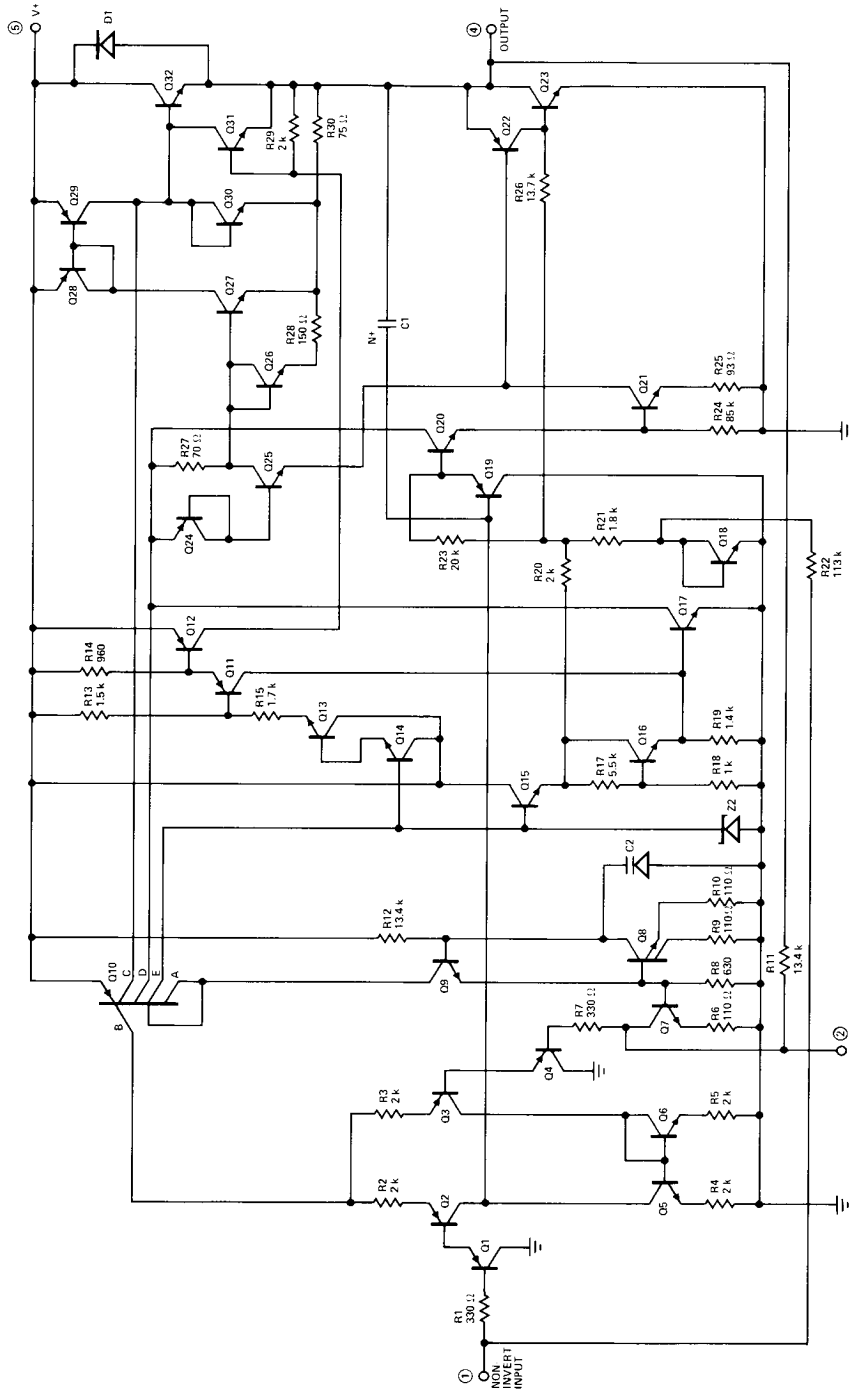 ⑤
V+
D1
Q32
Q31
R29
2 k
R30
75 Ω
④
OUTPUT
Q29
Q28
Q30
Q27
R28
150 Ω
Q26
N+
C1
Q22
Q23
R26
13.7 k
R27
70 Ω
Q25
Q24
Q20
Q21
R25
93 Ω
R24
85 k
Q19
R23
20 k
R14
960
Q12
R13
1.5 k
Q11
R15
1.7 k
Q13
Q14
R20
2 k
R21
1.8 k
Q18
R22
113 k
Q17
Q15
R17
5.5 k
Q16
R19
1.4 k
R18
1 k
Z2
Q10
B
C
D
E
A
R12
13.4 k
Q9
C2
Q8
R10
110 Ω
R9
110 Ω
R8
630
R11
13.4 k
R7
330 Ω
Q7
R6
110 Ω
Q4
②
R3
2 k
Q3
R2
2 k
Q2
Q6
R5
2 k
Q5
R4
2 k
Q1
R1
330 Ω
①
NON
INVERT
INPUT